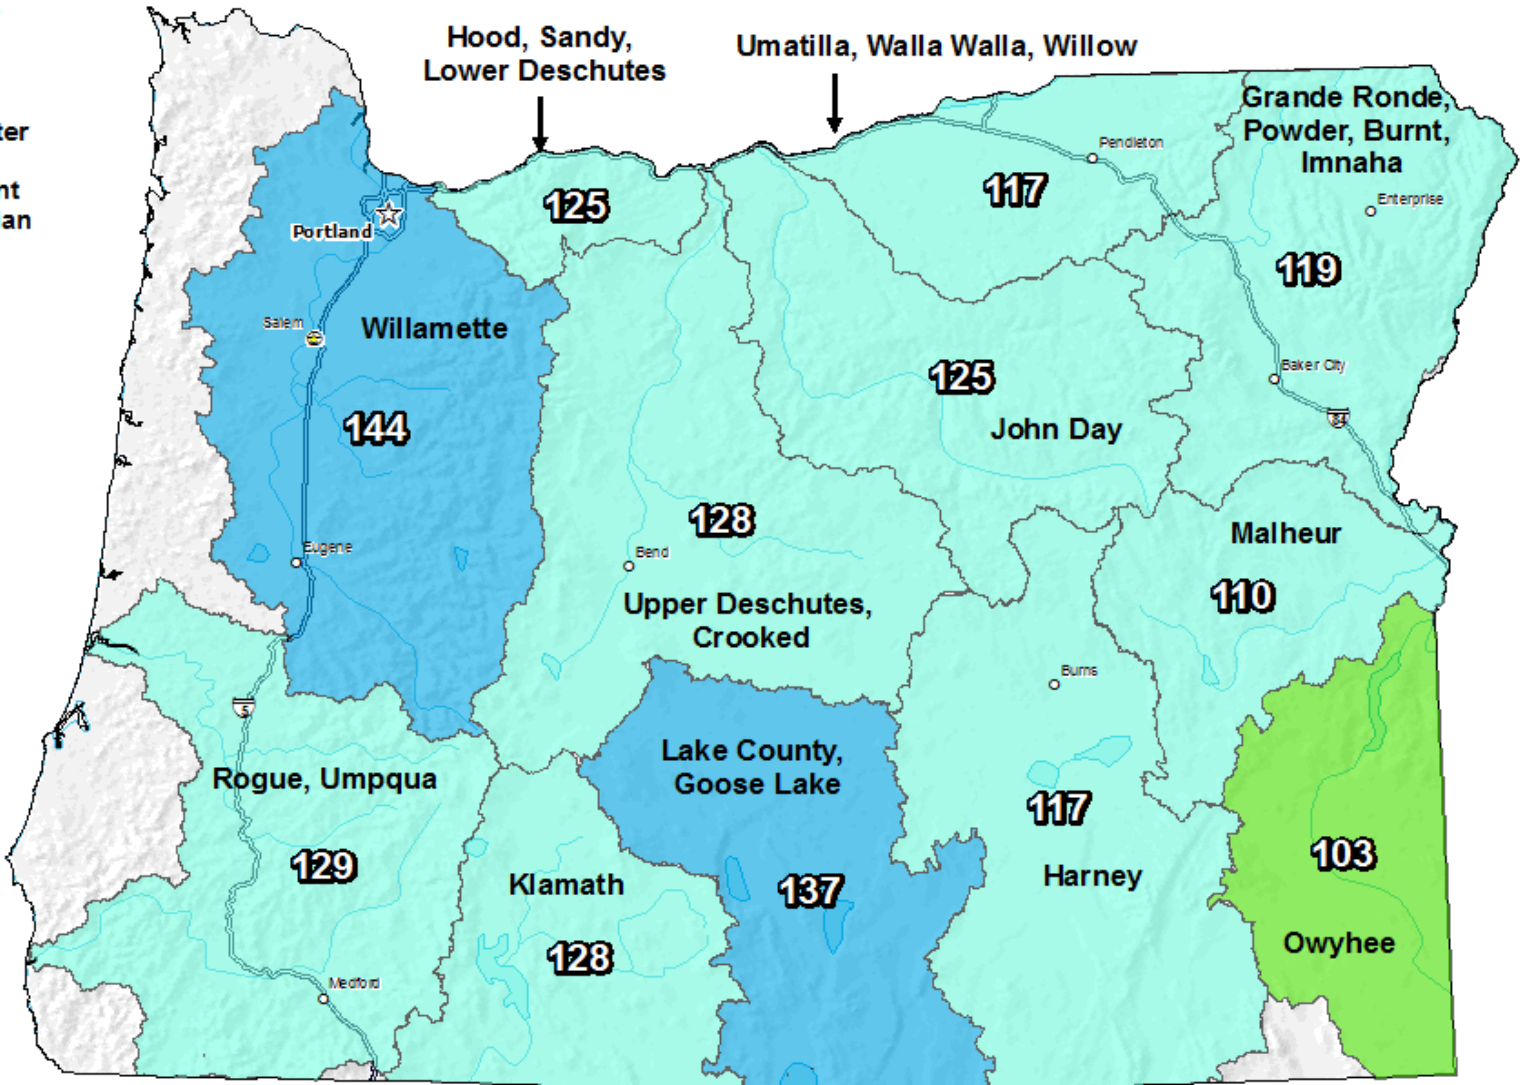 Hood, Sandy,
Lower Deschutes
Umatilla, Walla Walla, Willow
Grande Ronde,
Powder, Burnt,
Imnaha
ter
nt
an
Pendleton
Enterprise
117
125
Portland
119
Salem
Willamette
Baker City
125
84
144
John Day
128
Malheur
Eugene
Bend
110
Upper Deschutes,
Crooked
Burns
5
Lake County,
Goose Lake
Rogue, Umpqua
117
129
103
Klamath
137
Harney
128
Owyhee
Medford